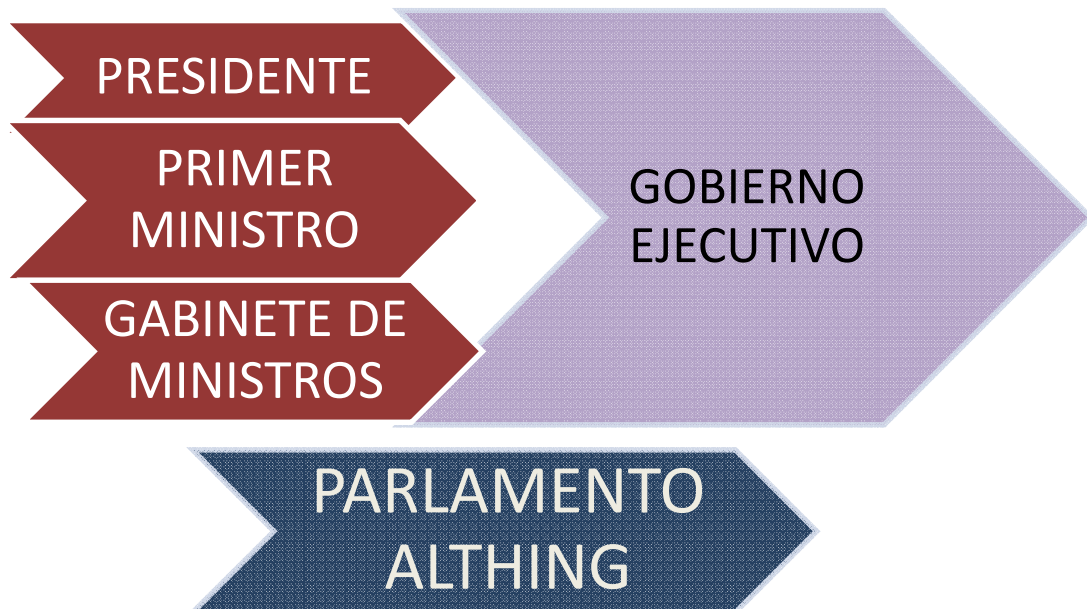 PRESIDENTE
PRIMER
MINISTRO
GABINETE DE
MINISTROS
GOBIERNO
EJECUTIVO
PARLAMENTO
ALTHING